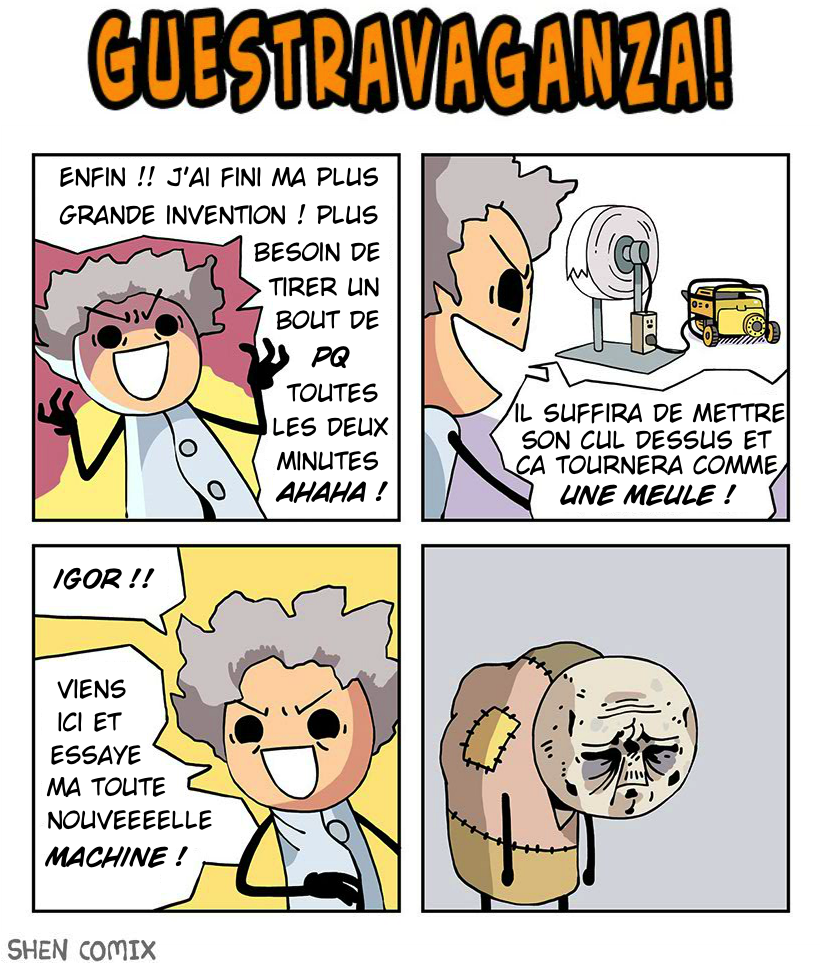 GUESTRAVAGANZA!
ENFIN !! J'AI FINI MA PLUS
GRANDE INVENTION ! PLUS
BESOIN DE
TIRER UN
BOUT DE
PQ
TOUTES
LES DEUX
MINUTES
AHAHA !
IL SUFFIRA DE METTRE
SON CUL DESSUS ET
CA TOURNERA COMME
UNE MEULE !
IGOR !!
VIENS
ICI ET
ESSAYE
MA TOUTE
NOUVEEEELLE
MACHINE !
SHEN COMIX